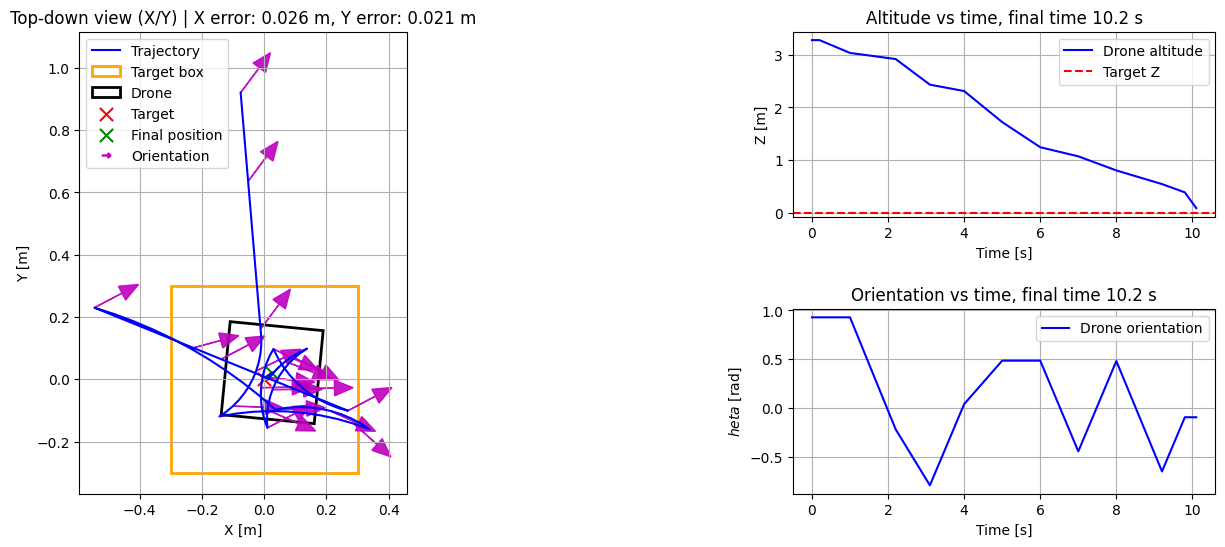 Top-down view (X/Y) | X error: 0.026 m, Y error: 0.021 m
Trajectory
Target box
Drone
Target
Final position
Orientation
1.0
0.8
0.6
0.4
0.2
0.0
−0.2
Y [m]
−0.4
−0.2
0.0
0.2
0.4
X [m]
Altitude vs time, final time 10.2 s
Drone altitude
Target Z
3
2
1
0
Z [m]
0
2
4
6
8
10
Time [s]
Orientation vs time, final time 10.2 s
Drone orientation
1.0
0.5
0.0
−0.5
heta [rad]
0
2
4
6
8
10
Time [s]